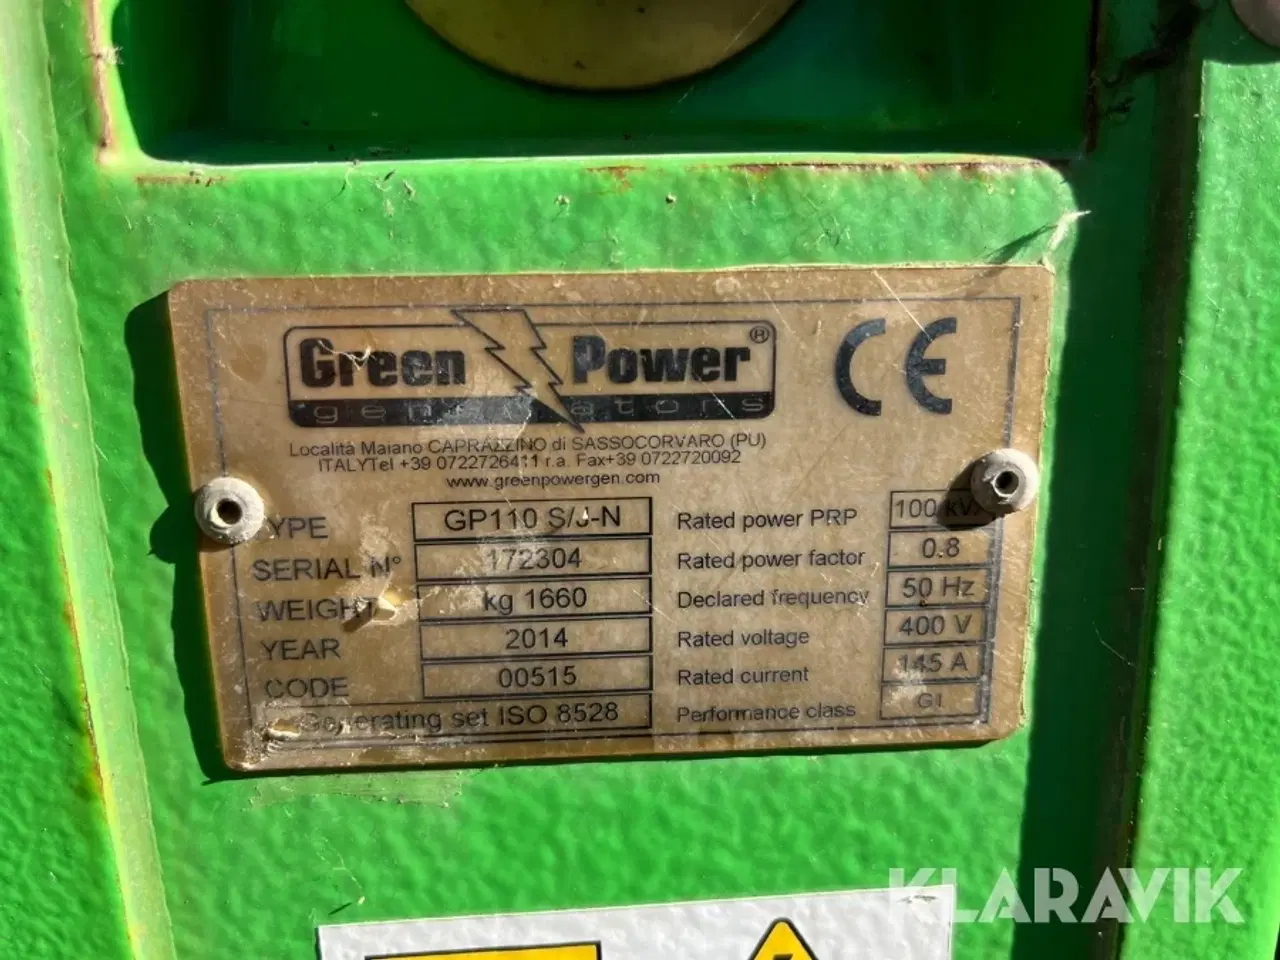 Green Power ®
generators
CE
Località Maiano CAPRAZZINO di SASSOCORVARO (PU)
ITALYTel +39 0722726411 r.a. Fax+39 0722720092
www.greenpowergen.com
TYPE GP110 S/J-N
SERIAL N° 172304
WEIGHT kg 1660
YEAR 2014
CODE 00515
Generating set ISO 8528
Rated power PRP 100 kVA
Rated power factor 0.8
Declared frequency 50 Hz
Rated voltage 400 V
Rated current 145 A
Performance class G1
KLARAVIK